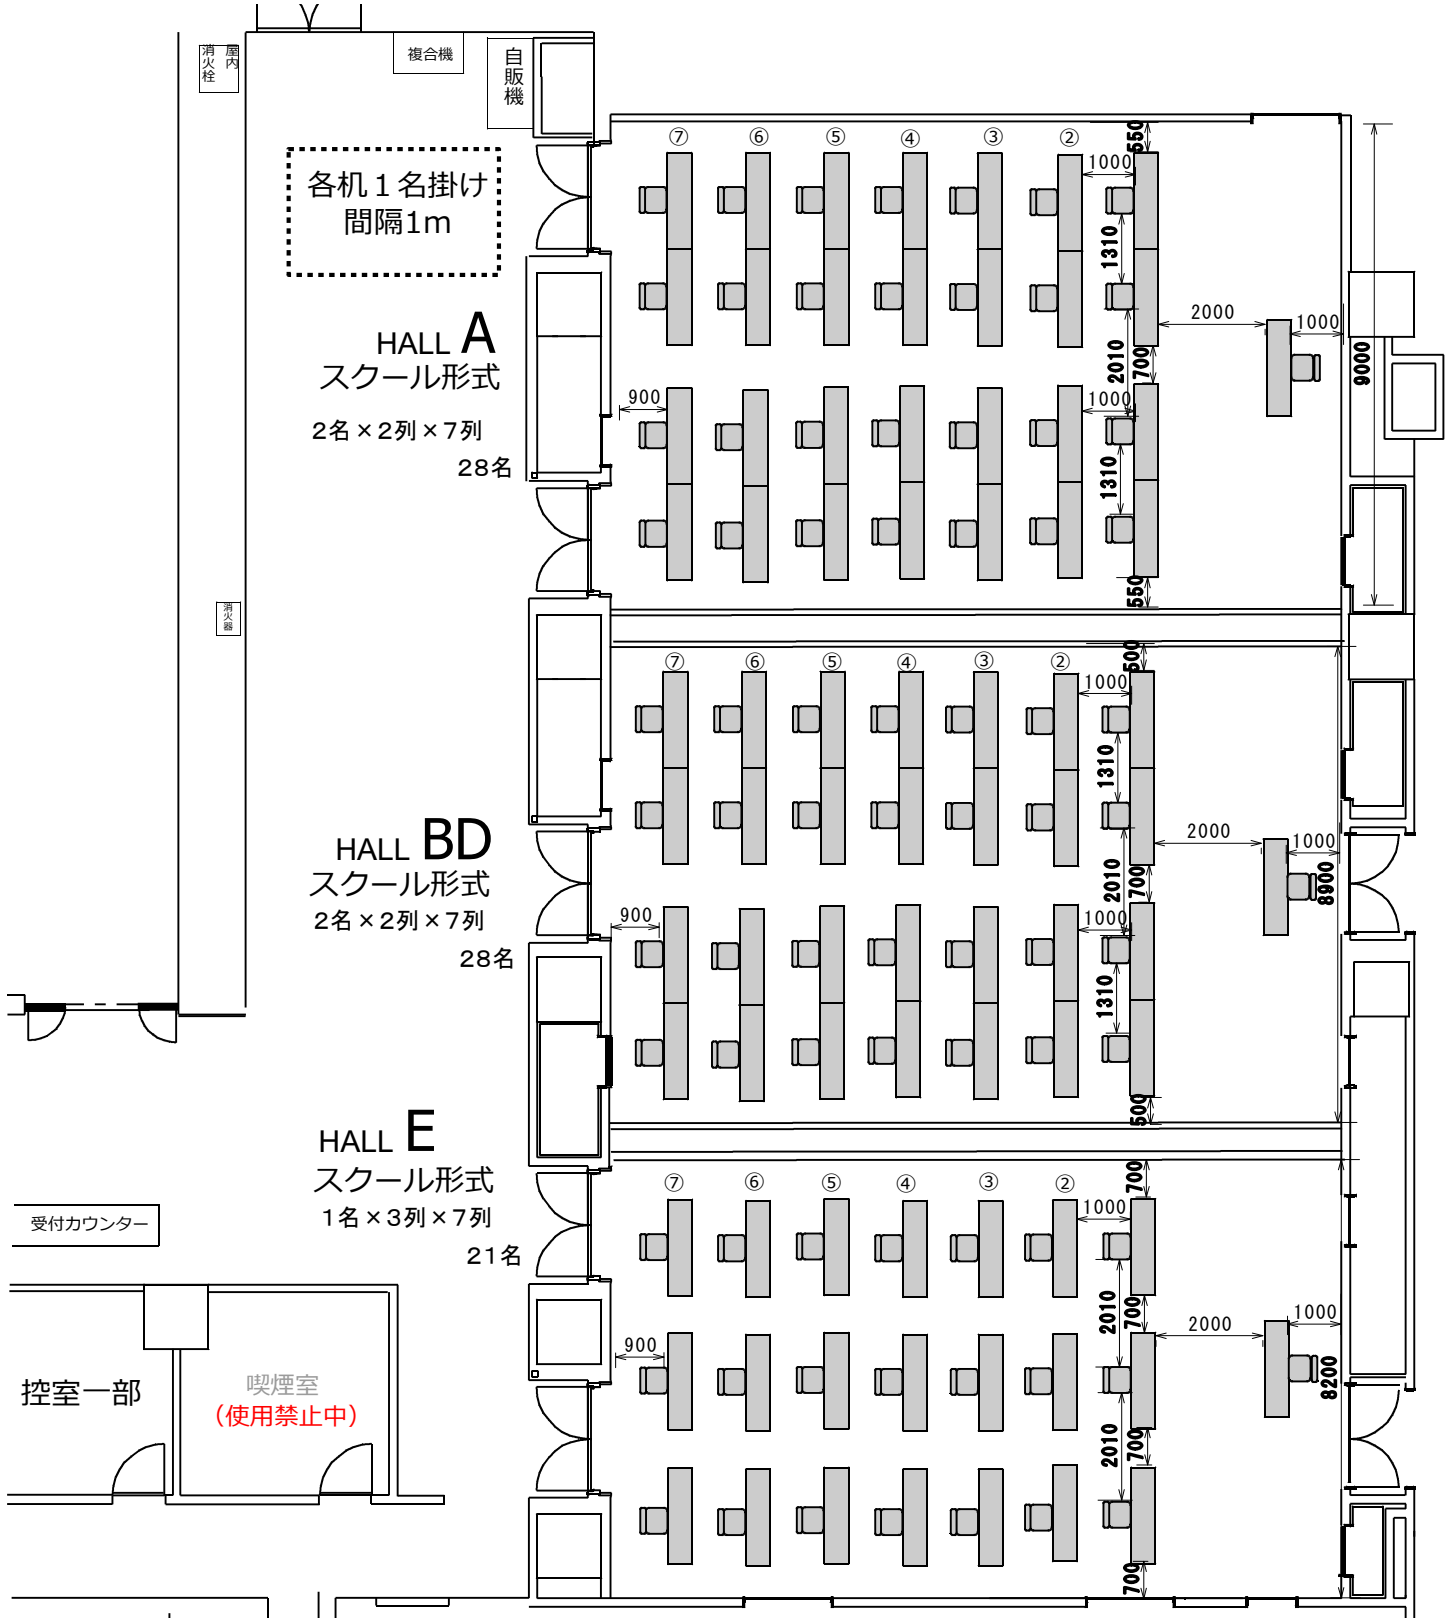 屋内
消火栓
複合機
自販機
各机１名掛け
間隔1m
HALL A
スクール形式
2名×2列×7列
28名
⑦ ⑥ ⑤ ④ ③ ②
550
1000
1310
2000
1000
2010
700
9000
900
1000
1310
550
消火器
⑦ ⑥ ⑤ ④ ③ ②
500
1000
1310
HALL BD
スクール形式
2名×2列×7列
28名
2000
1000
2010
700
8900
900
1000
1310
500
HALL E
スクール形式
1名×3列×7列
21名
⑦ ⑥ ⑤ ④ ③ ②
700
1000
受付カウンター
2010
700
2000
1000
900
8200
控室一部
喫煙室
（使用禁止中）
2010
700
700